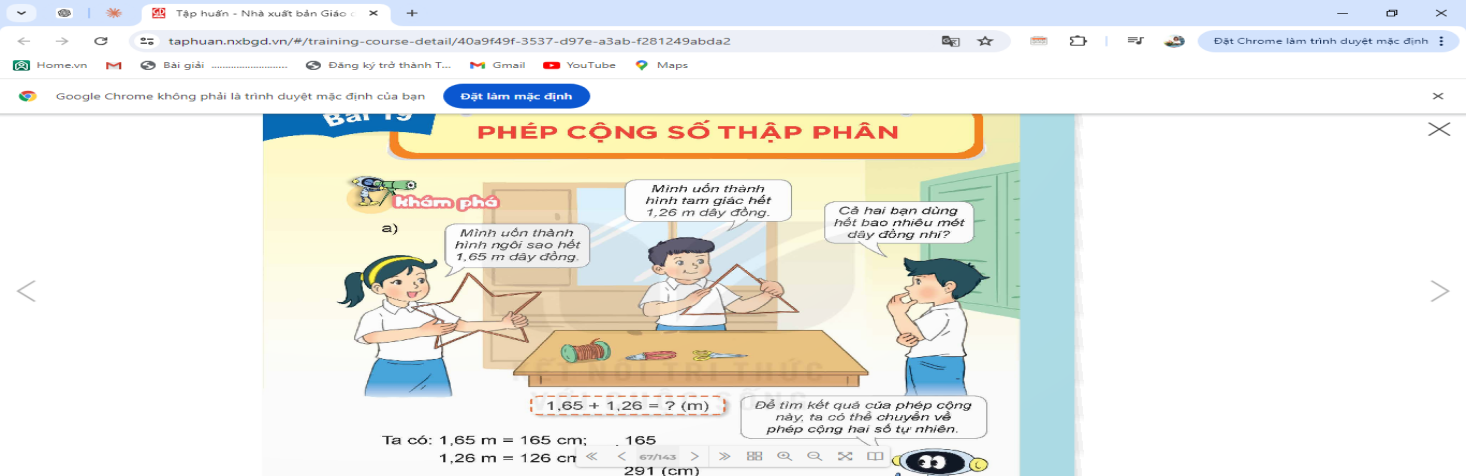 Tập huấn - Nhà xuất bản Giáo
taphuan.nxbgd.vn/#/training-course-detail/40a9f49f-3537-d97e-a3ab-f281249abda2
Đặt Chrome làm trình duyệt mặc định
Home.vn
Bài giải ..........................
Đăng ký trở thành T...
Gmail
YouTube
Maps
Google Chrome không phải là trình duyệt mặc định của bạn
Đặt làm mặc định
Bài 19
PHÉP CỘNG SỐ THẬP PHÂN
Khám phá
a)
Mình uốn thành
hình ngôi sao hết
1,65 m dây đồng.
Mình uốn thành
hình tam giác hết
1,26 m dây đồng.
Cả hai bạn dùng
hết bao nhiêu mét
dây đồng nhỉ?
KẾT NỐI TRI THỨC
1,65 + 1,26 = ? (m)
Để tìm kết quả của phép cộng
này, ta có thể chuyển về
phép cộng hai số tự nhiên.
Ta có: 1,65 m = 165 cm;
165
1,26 m = 126 cm
67/143
291 (cm)